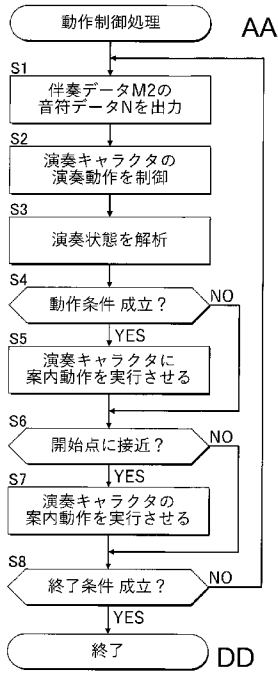 動作制御処理
AA
S1
伴奏データM2の
音符データNを出力
S2
演奏キャラクタの
演奏動作を制御
S3
演奏状態を解析
S4
動作条件 成立？
NO
YES
S5
演奏キャラクタに
案内動作を実行させる
S6
開始点に接近？
NO
YES
S7
演奏キャラクタの
案内動作を実行させる
S8
終了条件 成立？
NO
YES
終了
DD